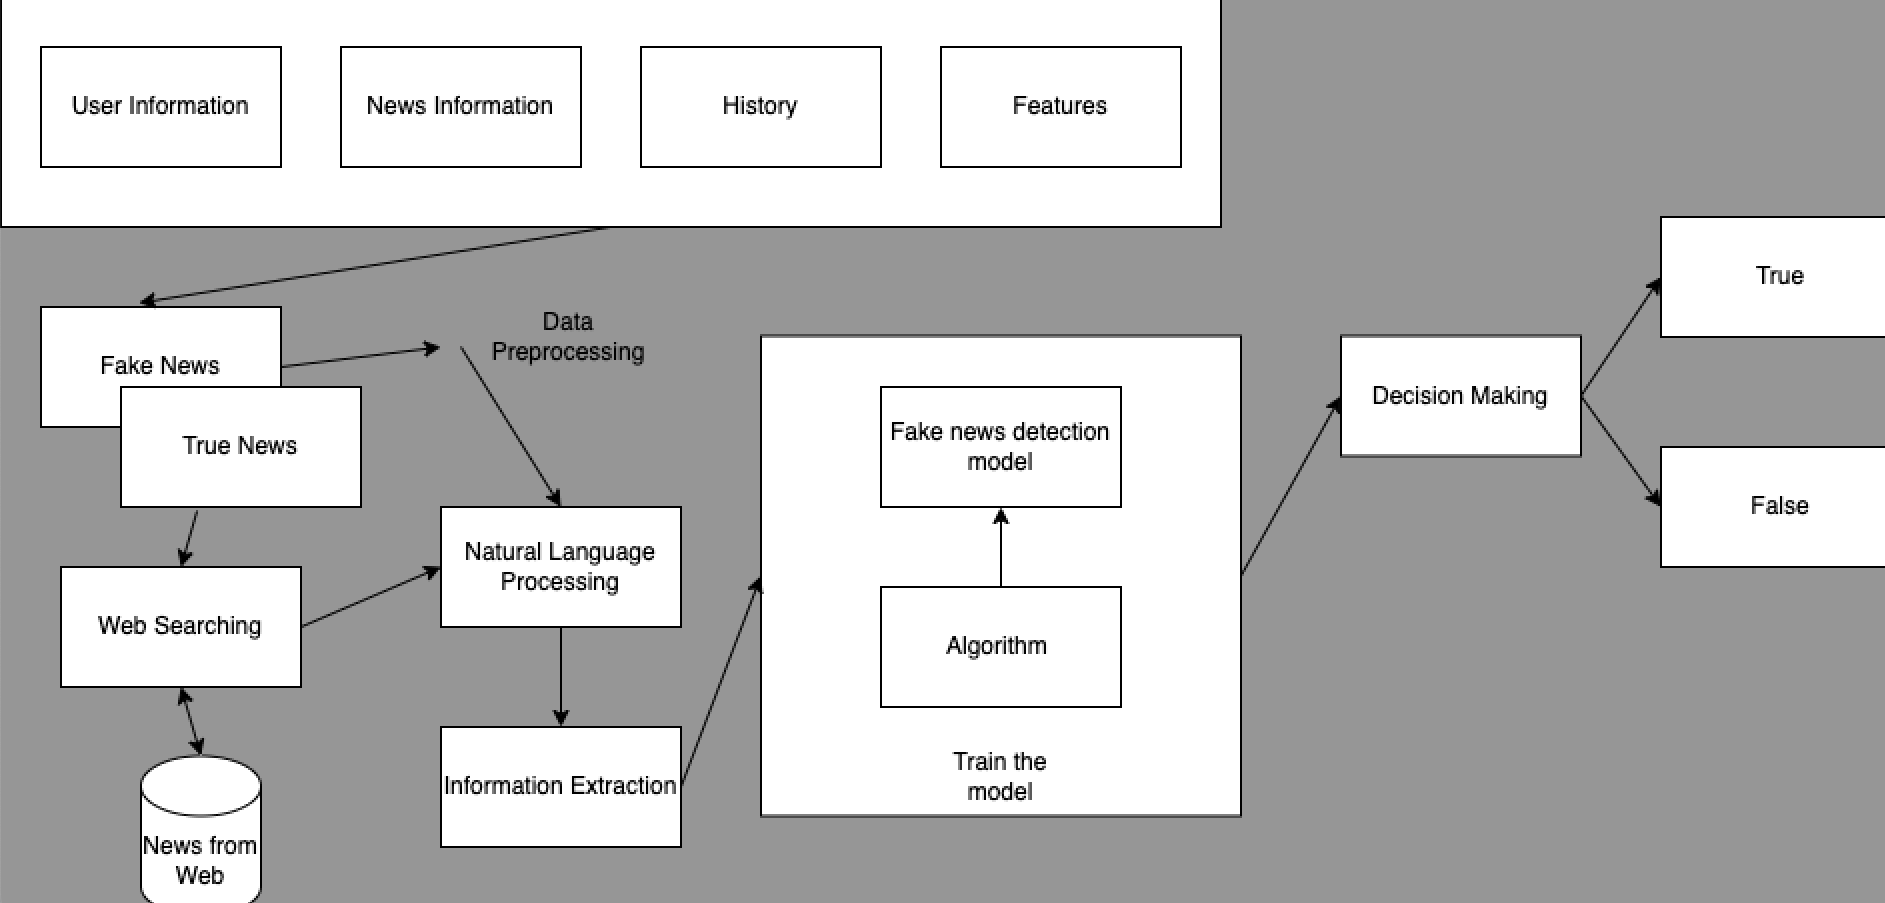 User Information
News Information
History
Features
Fake News
True News
Data
Preprocessing
Web Searching
News from
Web
Natural Language
Processing
Information Extraction
Fake news detection
model
Algorithm
Train the
model
Decision Making
True
False